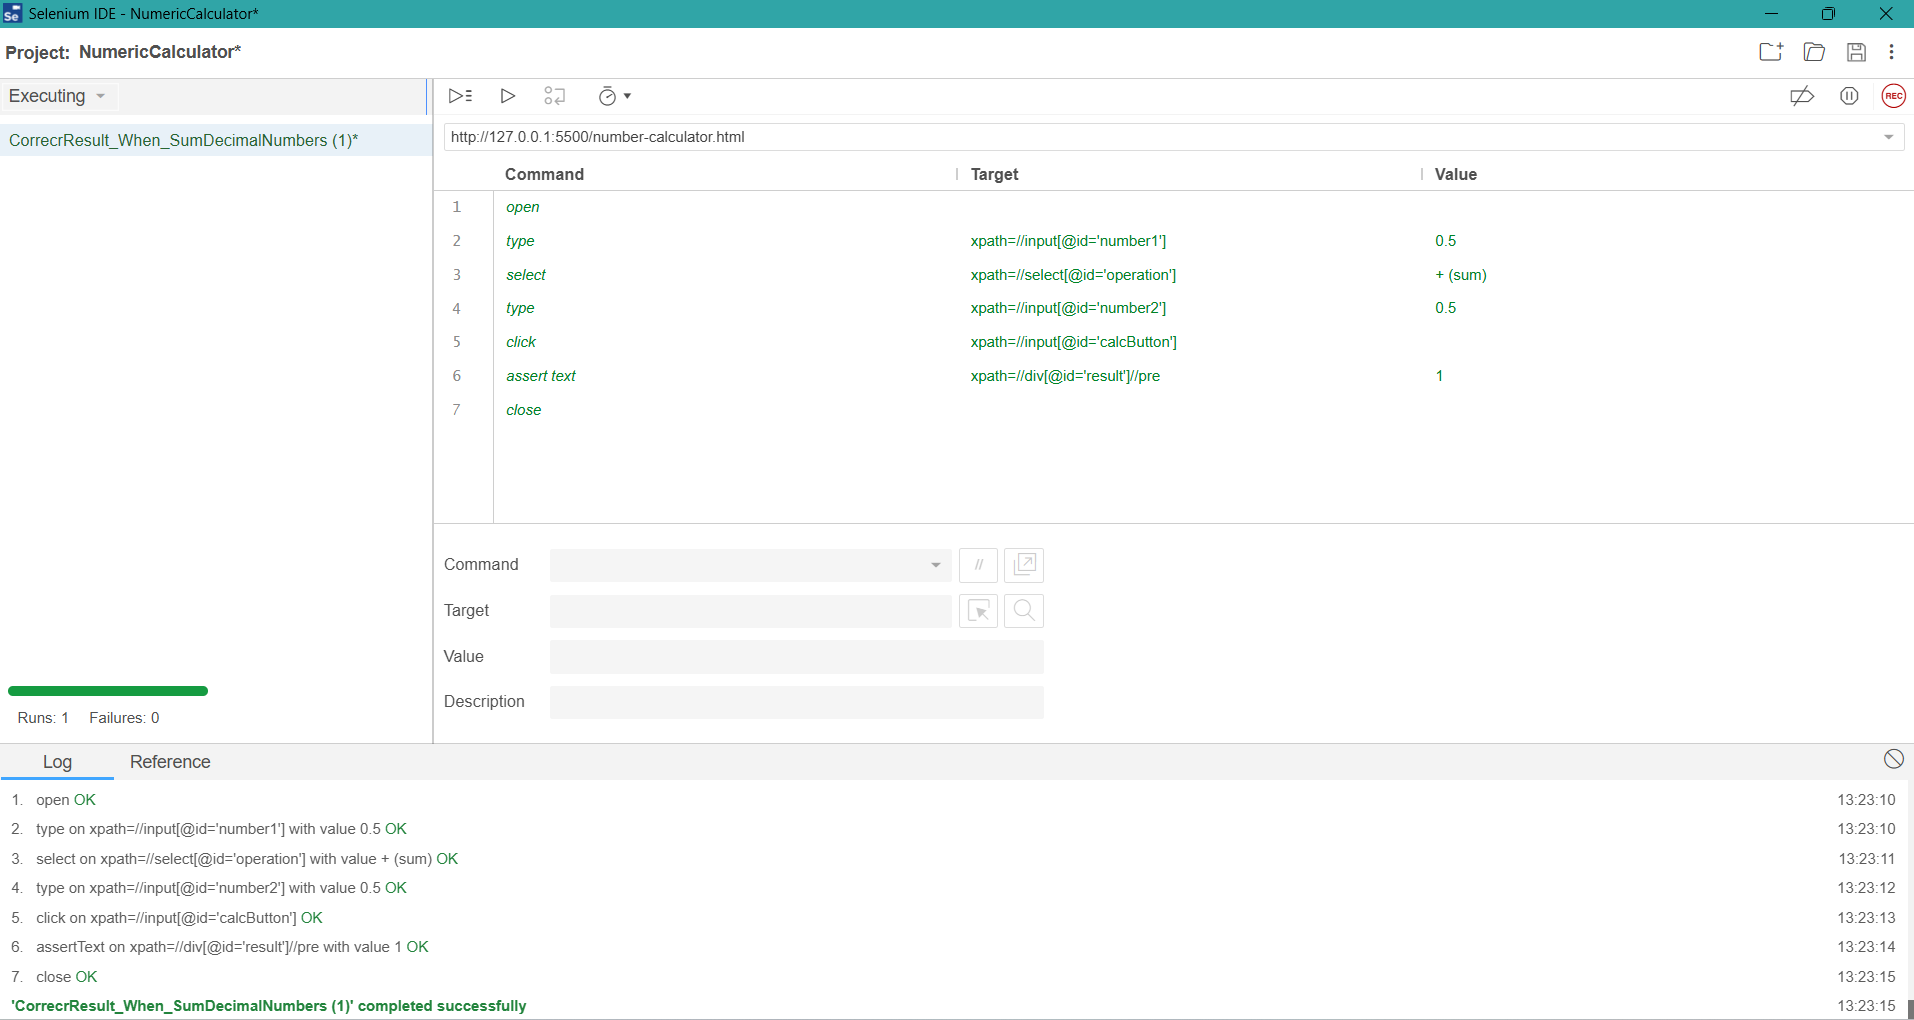 Selenium IDE - NumericCalculator*
Project: NumericCalculator*
Executing
CorrecrResult_When_SumDecimalNumbers (1)*
REC
http://127.0.0.1:5500/number-calculator.html
Command Target Value
1 open
2 type xpath=//input[@id='number1'] 0.5
3 select xpath=//select[@id='operation'] + (sum)
4 type xpath=//input[@id='number2'] 0.5
5 click xpath=//input[@id='calcButton']
6 assert text xpath=//div[@id='result']//pre 1
7 close
Command //
Target
Value
Description
Runs: 1 Failures: 0
Log Reference
1. open OK 13:23:10
2. type on xpath=//input[@id='number1'] with value 0.5 OK 13:23:10
3. select on xpath=//select[@id='operation'] with value + (sum) OK 13:23:11
4. type on xpath=//input[@id='number2'] with value 0.5 OK 13:23:12
5. click on xpath=//input[@id='calcButton'] OK 13:23:13
6. assertText on xpath=//div[@id='result']//pre with value 1 OK 13:23:14
7. close OK 13:23:15
'CorrecrResult_When_SumDecimalNumbers (1)' completed successfully 13:23:15